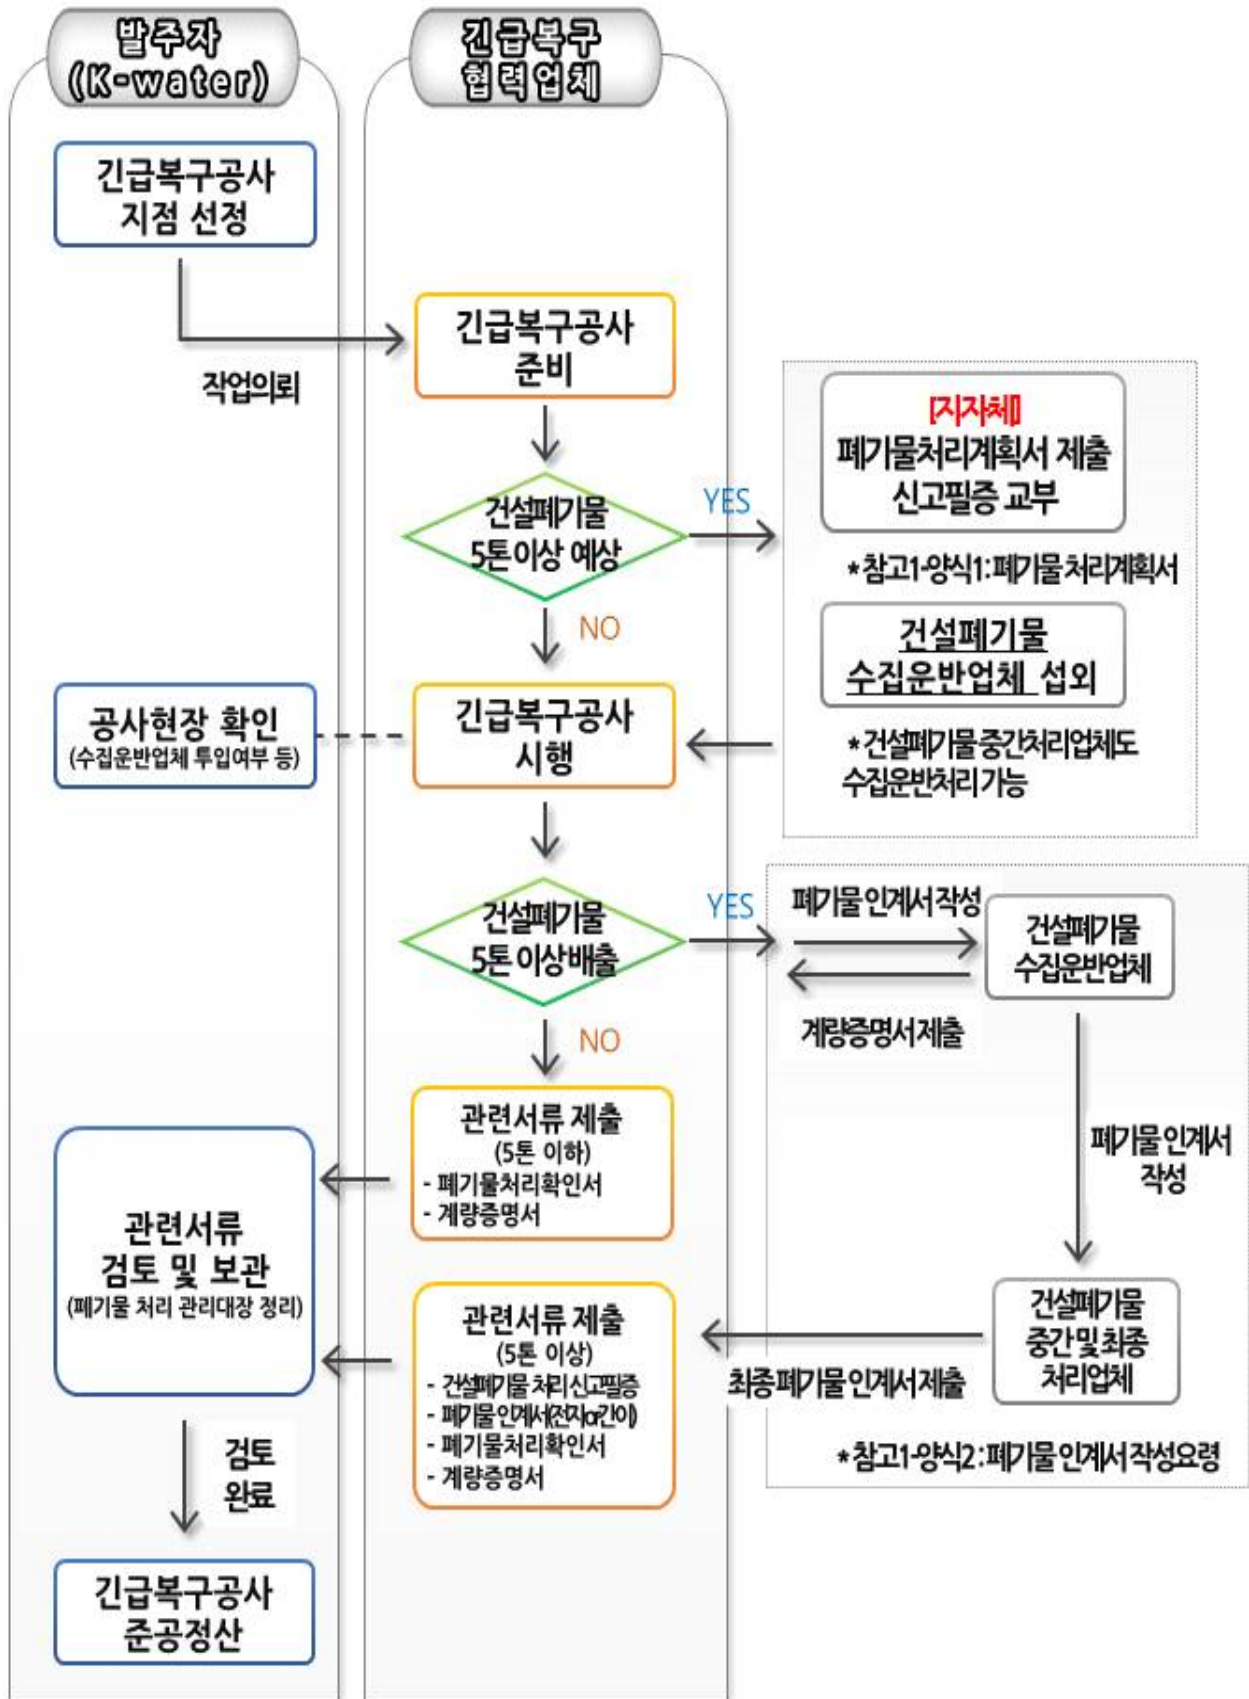 발주자
(K-water)
긴급복구
협력업체
긴급복구공사
지점 선정
작업의뢰
긴급복구공사
준비
건설폐기물
5톤이상 예상
YES
NO
[지자체]
폐기물처리계획서 제출
신고필증 교부
*참고1-양식1:폐기물 처리계획서
건설폐기물
수집운반업체 섭외
*건설폐기물 중간처리업체도
수집운반처리 가능
공사현장 확인
(수집운반업체 투입여부 등)
긴급복구공사
시행
건설폐기물
5톤이상배출
YES
NO
폐기물 인계서 작성
건설폐기물
수집운반업체
계량증명서 제출
폐기물 인계서
작성
관련서류 제출
(5톤 이하)
- 폐기물처리확인서
- 계량증명서
관련서류
검토 및 보관
(폐기물 처리 관리대장 정리)
관련서류 제출
(5톤 이상)
- 건설폐기물 처리 신고필증
- 폐기물 인계서(전자or간이)
- 폐기물처리확인서
- 계량증명서
건설폐기물
중간 및 최종
처리업체
최종 폐기물 인계서 제출
*참고1-양식2:폐기물 인계서 작성요령
검토
완료
긴급복구공사
준공정산